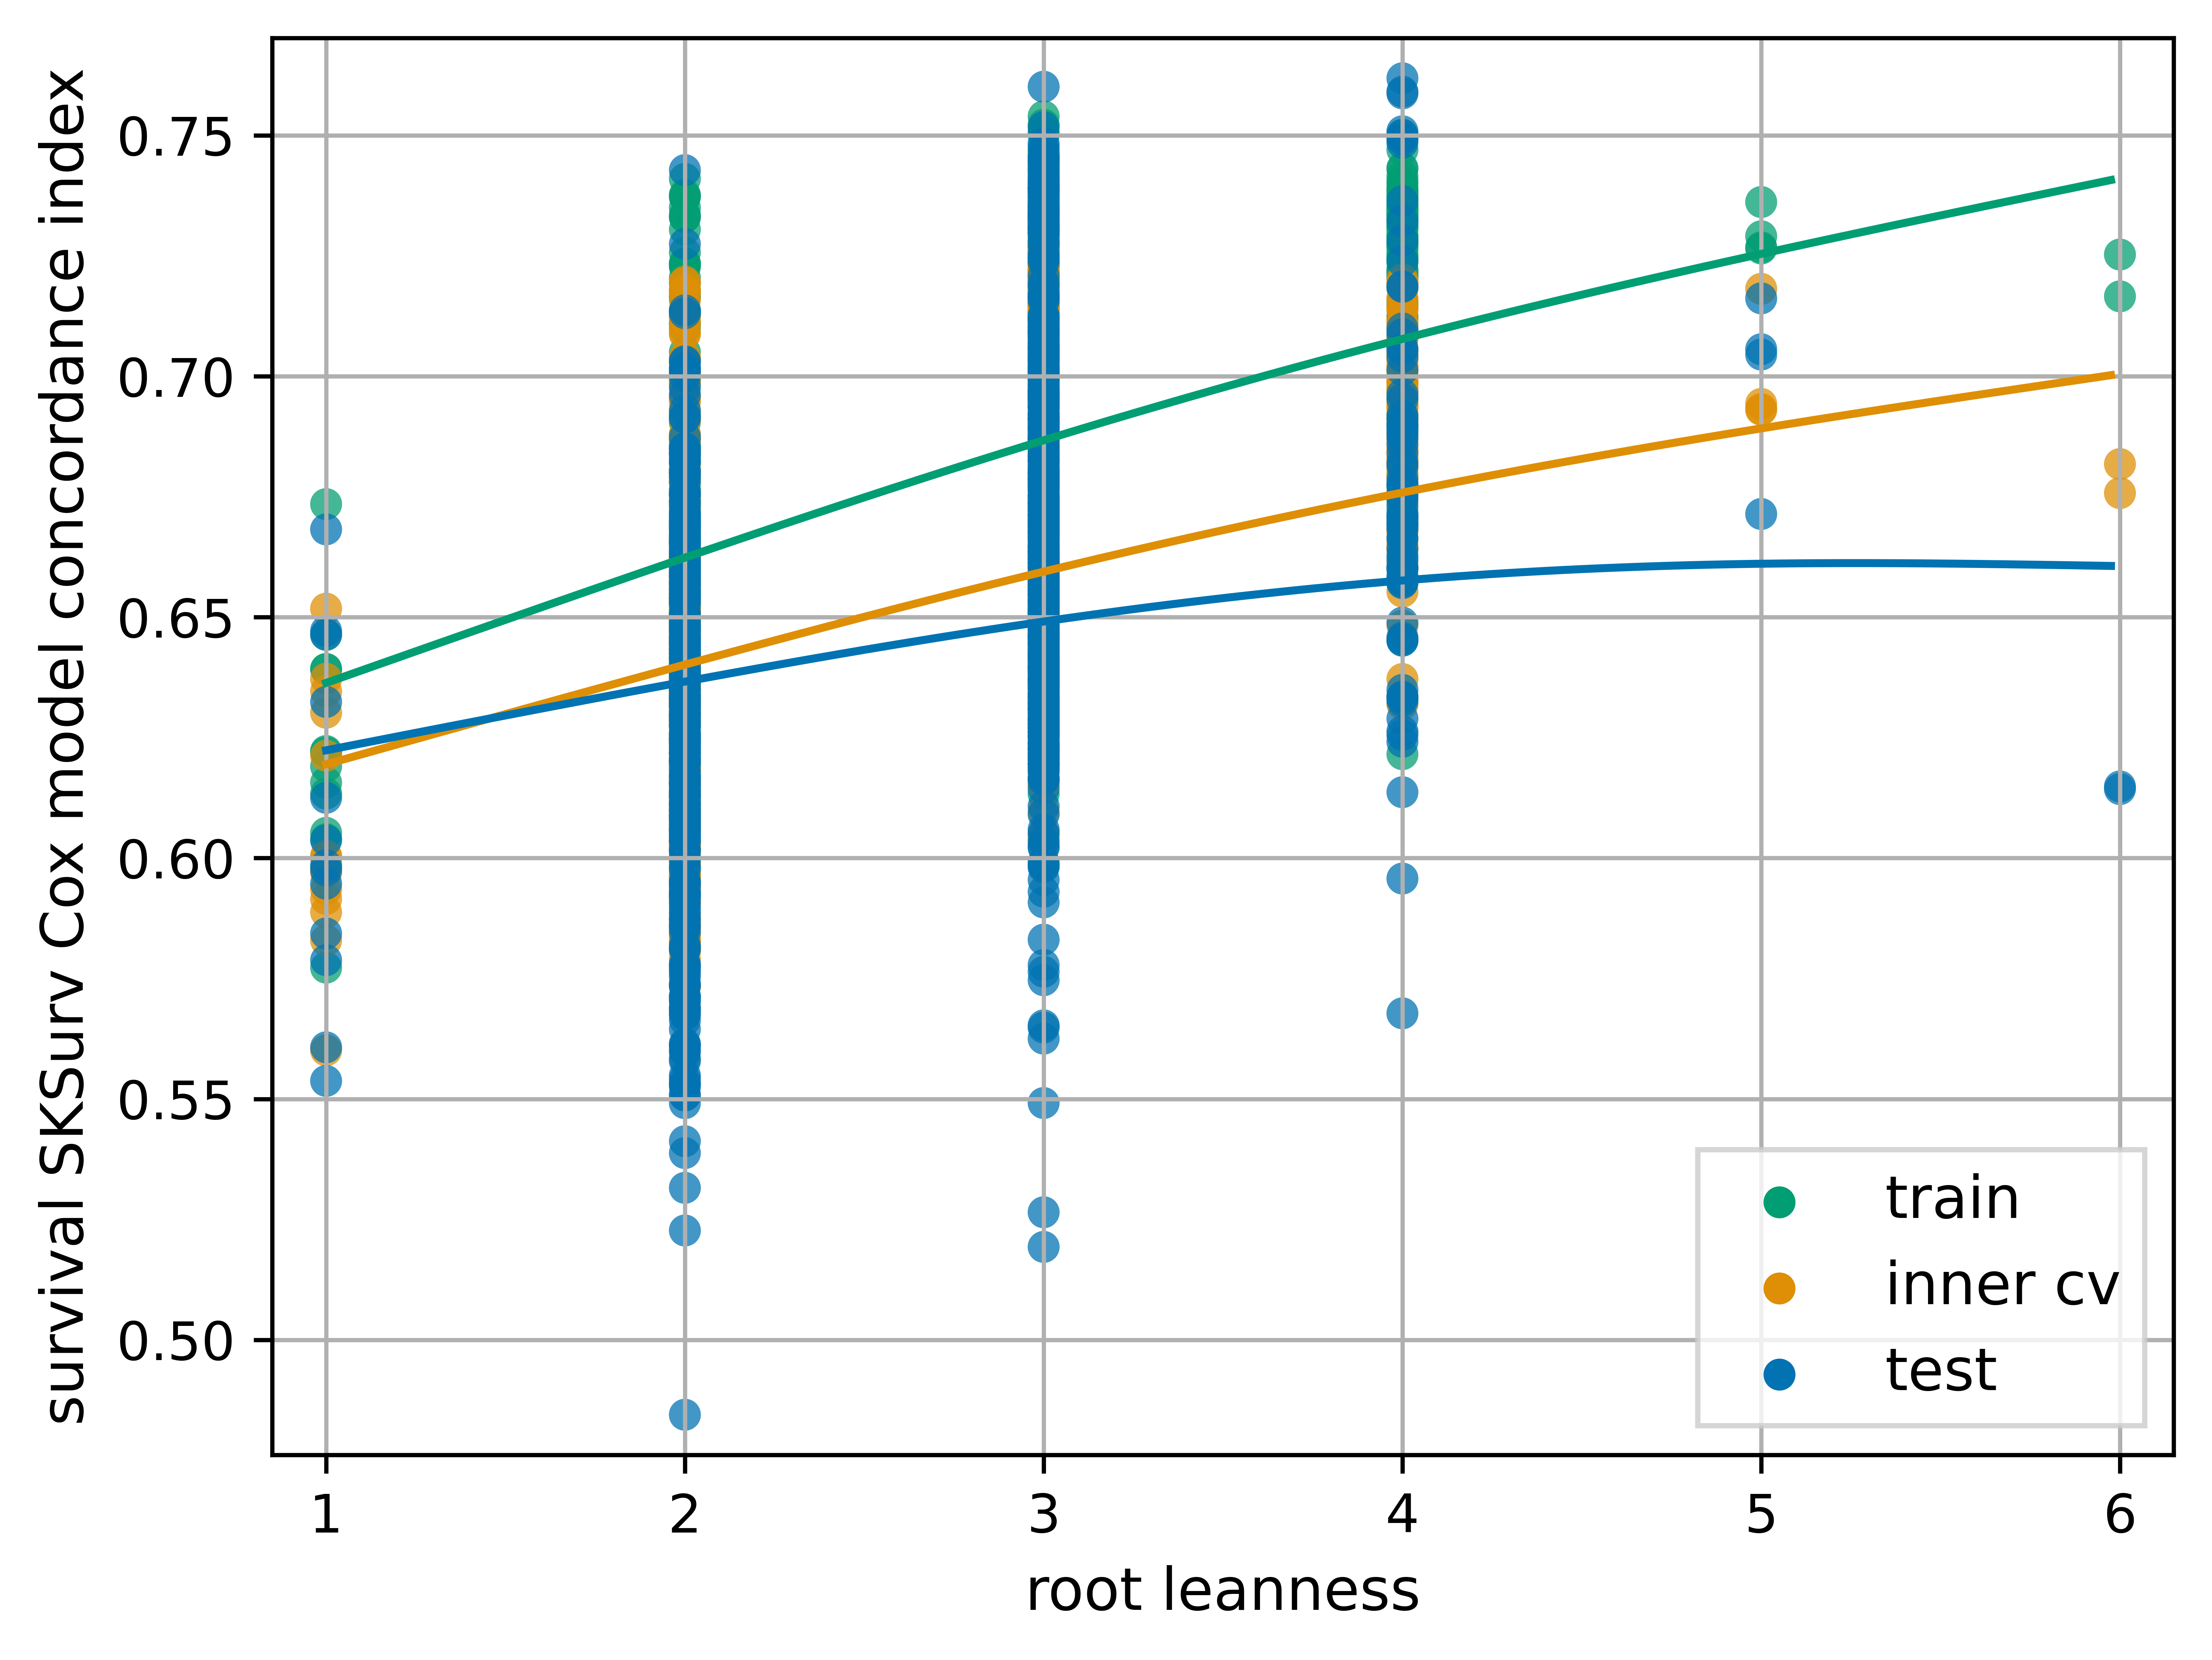 survival SKSurv Cox model concordance index
0.75
0.70
0.65
0.60
0.55
0.50
train
inner cv
test
1 2 3 4 5 6
root leanness